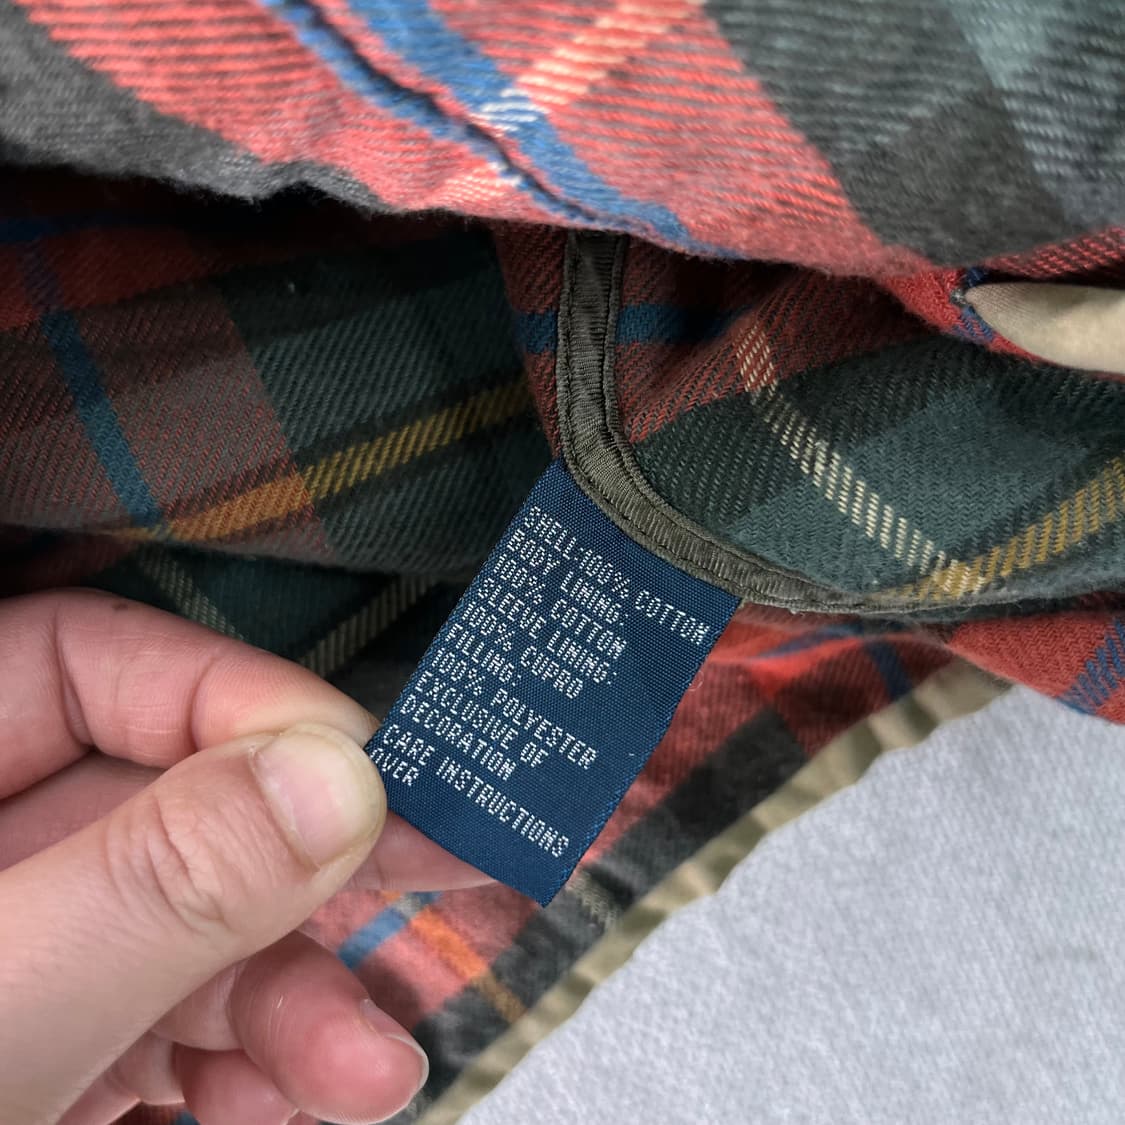 SHELL:100% COTTON
BODY LINING:
100% COTTON
SLEEVE LINING:
100% CUPRO
FILLING:
100% POLYESTER
EXCLUSIVE OF
DECORATION
CARE INSTRUCTIONS
OVER